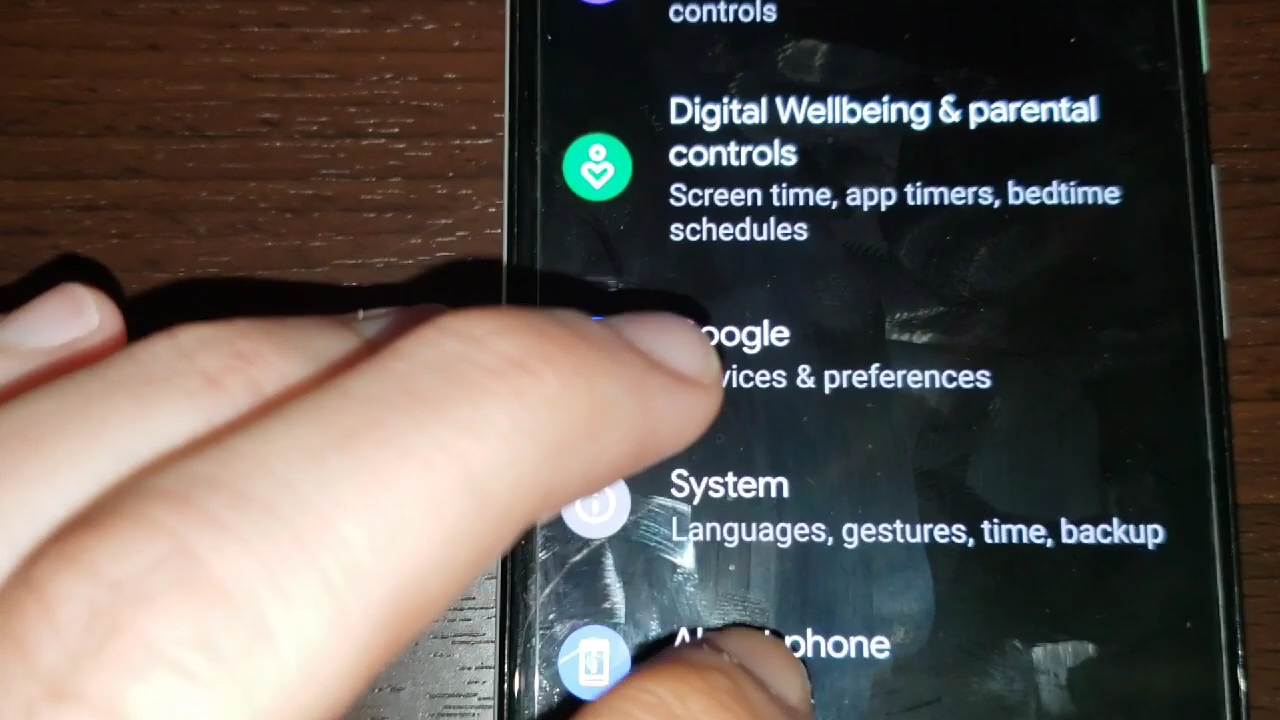 controls
Digital Wellbeing & parental
controls
Screen time, app timers, bedtime
schedules
oogle
vices & preferences
System
Languages, gestures, time, backup
phone